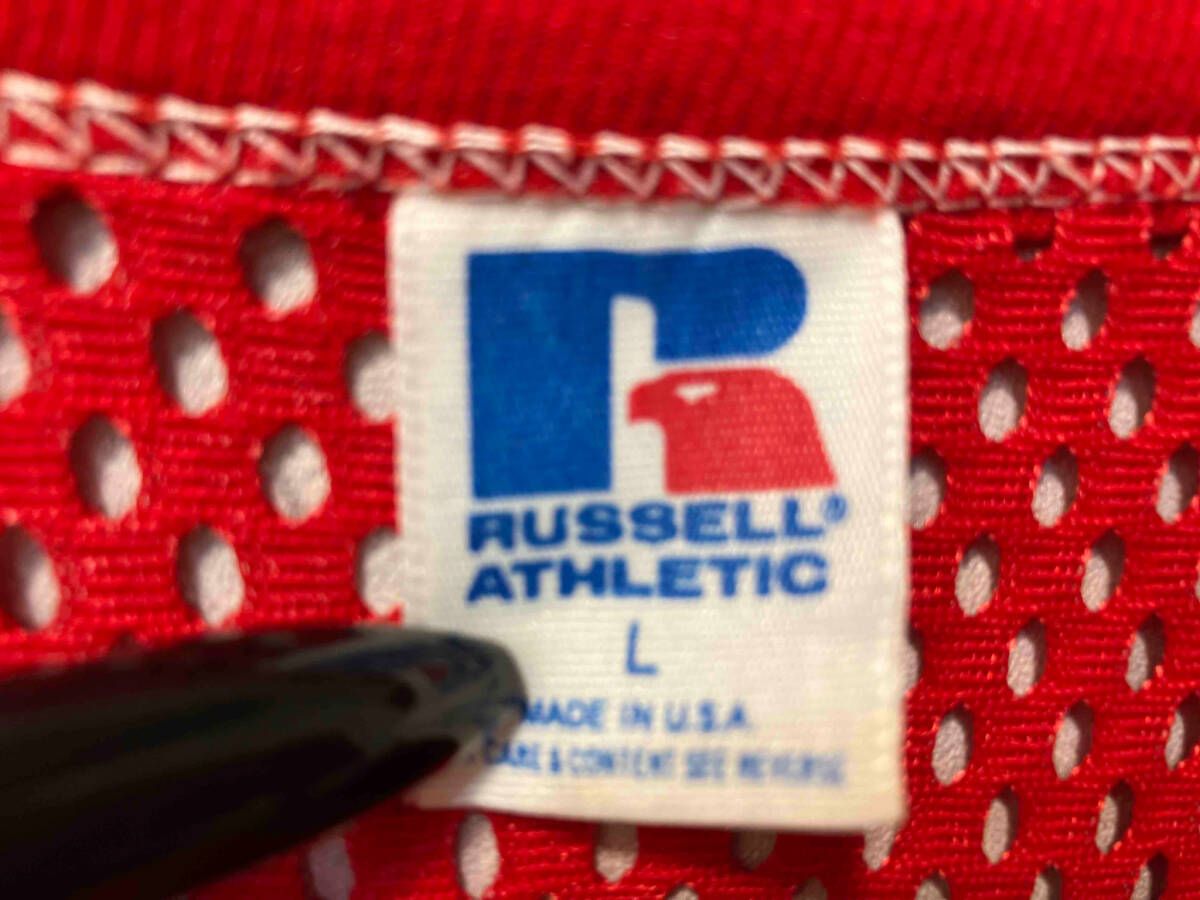 RUSSELL®
ATHLETIC
L
MADE IN U.S.A.
CARE & CONTENT SEE REVERSE